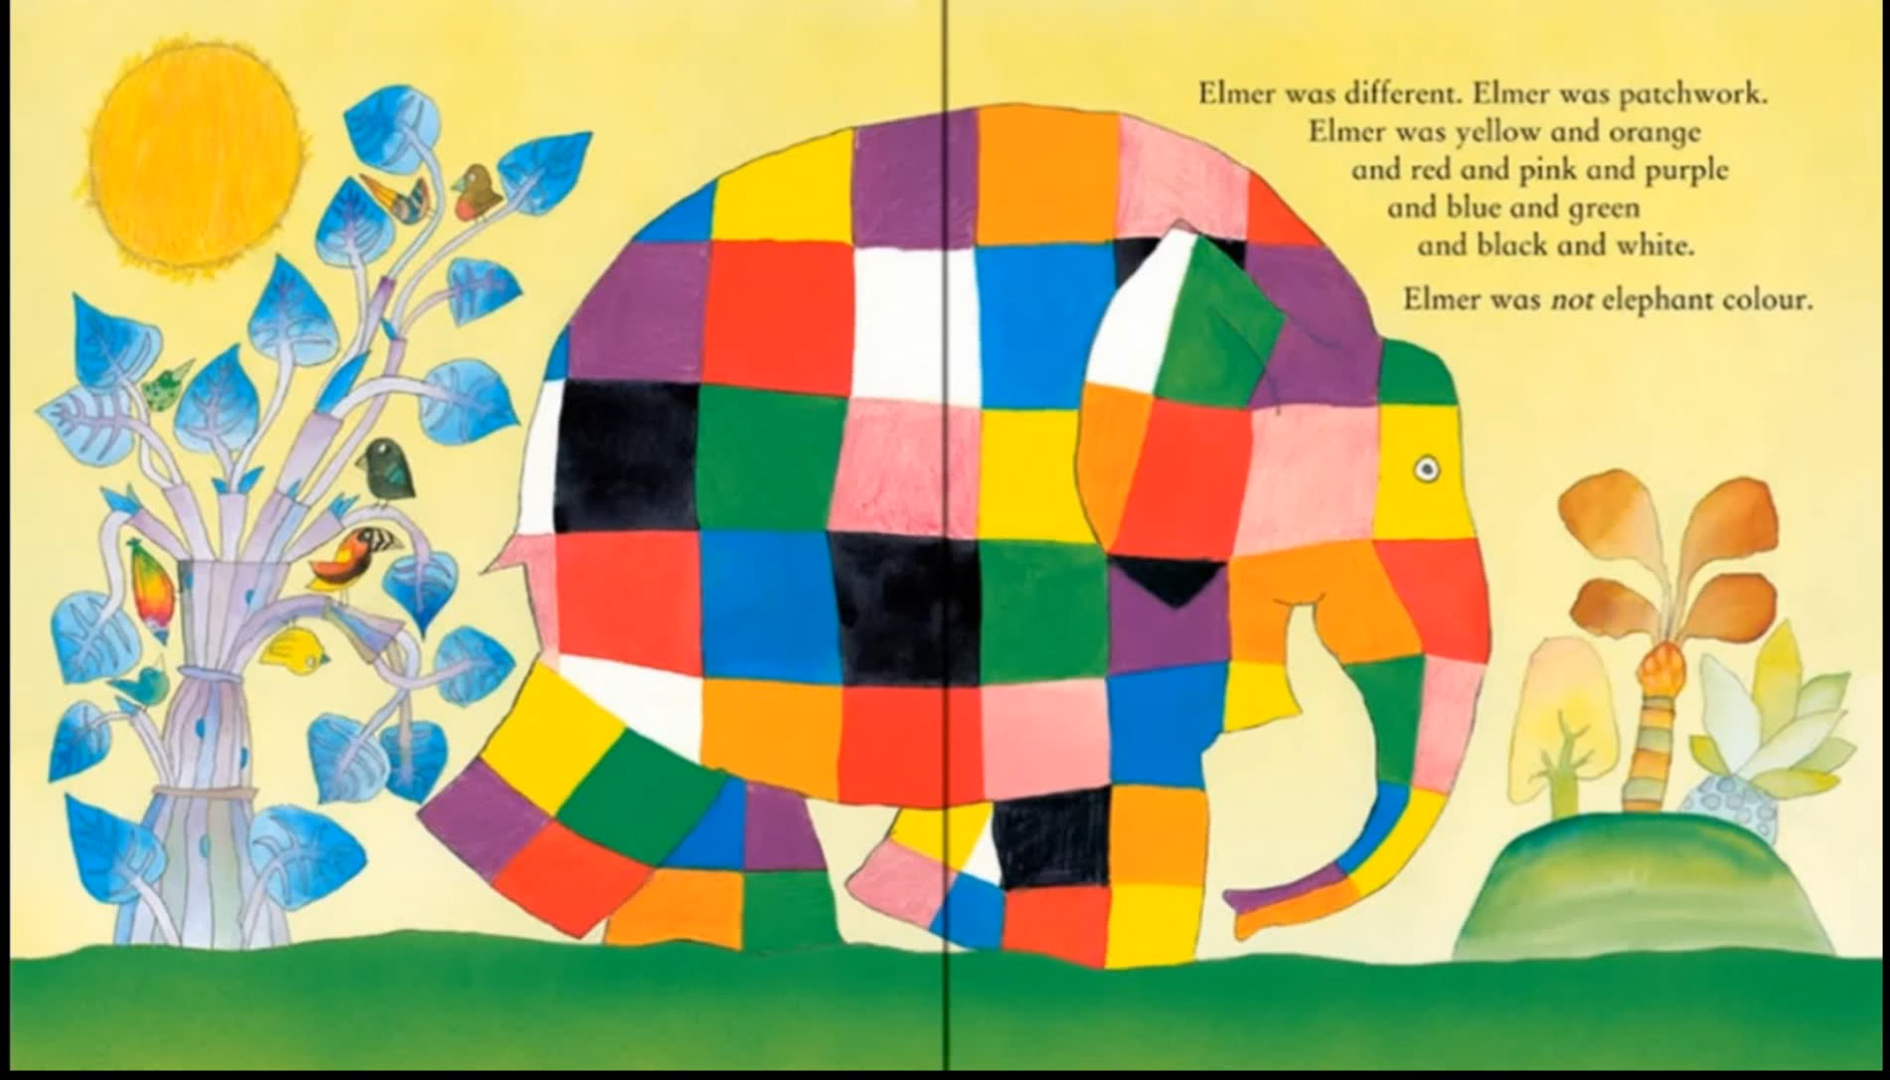 Elmer was different. Elmer was patchwork.
Elmer was yellow and orange
and red and pink and purple
and blue and green
and black and white.
Elmer was not elephant colour.